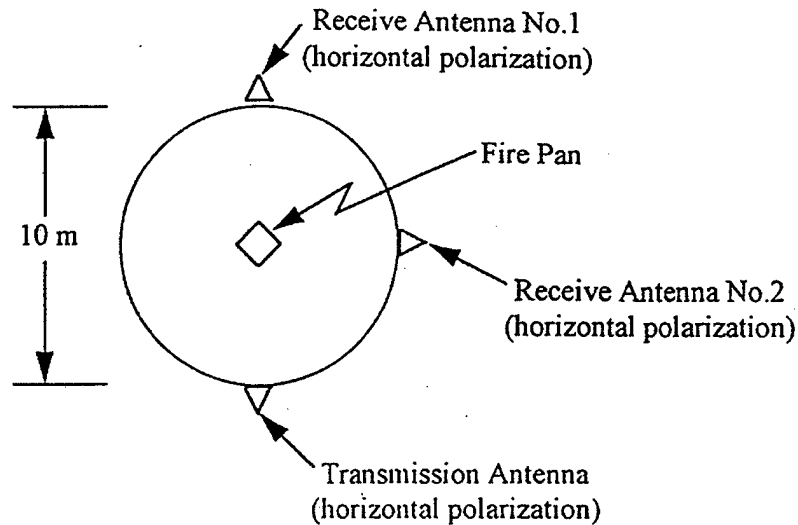 Receive Antenna No.1
(horizontal polarization)
Fire Pan
10 m
Receive Antenna No.2
(horizontal polarization)
Transmission Antenna
(horizontal polarization)